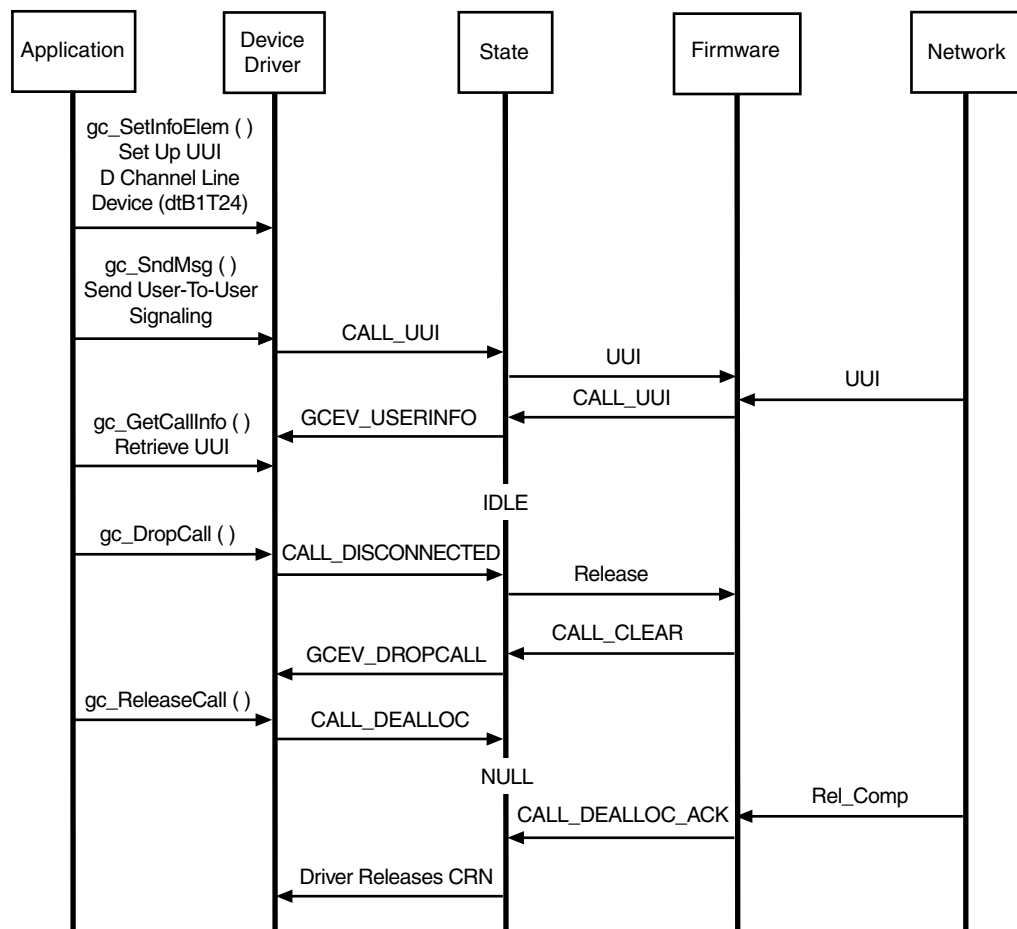 Application
Device
Driver
State
Firmware
Network
gc_SetInfoElem ( )
Set Up UUI
D Channel Line
Device (dtB1T24)
gc_SndMsg ( )
Send User-To-User
Signaling
CALL_UUI
UUI
UUI
CALL_UUI
GCEV_USERINFO
gc_GetCallInfo ( )
Retrieve UUI
IDLE
gc_DropCall ( )
CALL_DISCONNECTED
Release
CALL_CLEAR
GCEV_DROPCALL
gc_ReleaseCall ( )
CALL_DEALLOC
NULL
Rel_Comp
CALL_DEALLOC_ACK
Driver Releases CRN